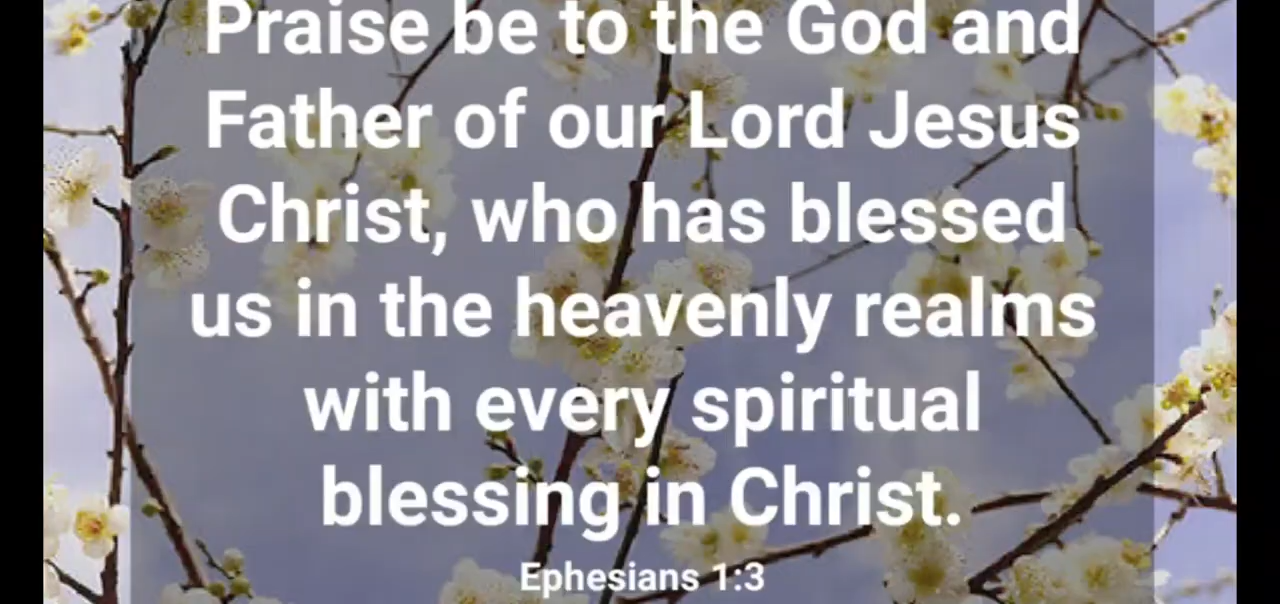 Praise be to the God and
Father of our Lord Jesus
Christ, who has blessed
us in the heavenly realms
with every spiritual
blessing in Christ.
Ephesians 1:3